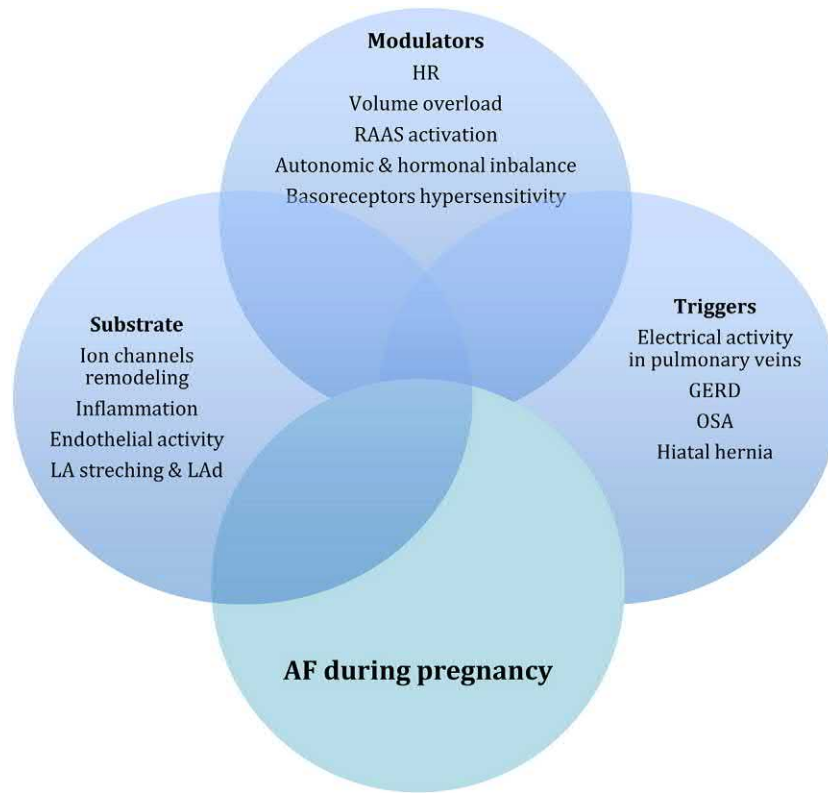 Modulators
HR
Volume overload
RAAS activation
Autonomic & hormonal inbalance
Basoreceptors hypersensitivity
Substrate
Ion channels
remodeling
Inflammation
Endothelial activity
LA streching & LAd
Triggers
Electrical activity
in pulmonary veins
GERD
OSA
Hiatal hernia
AF during pregnancy